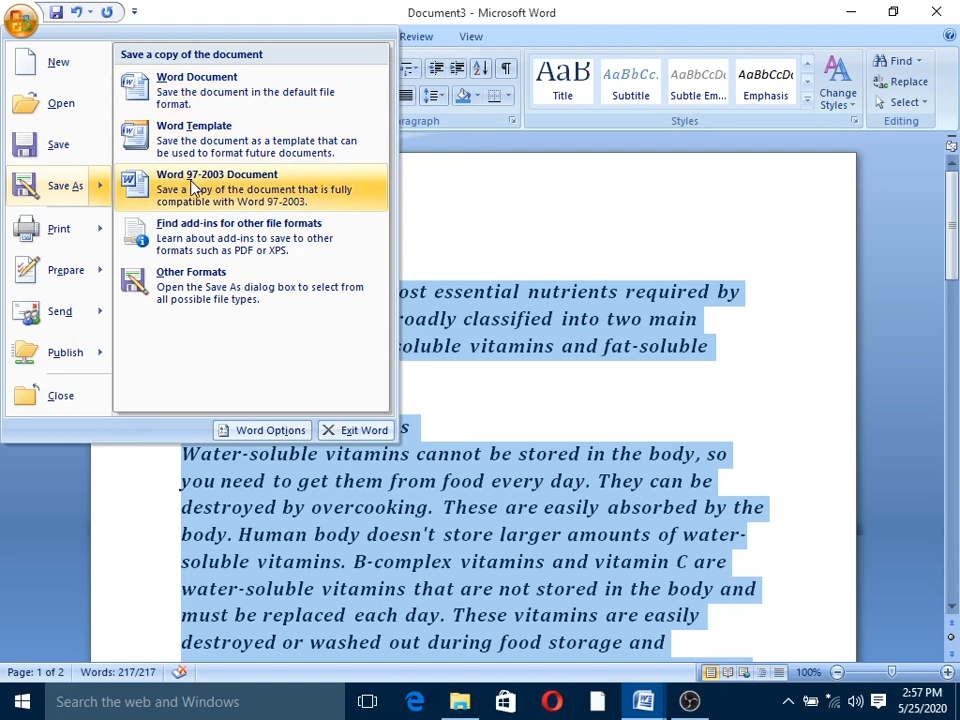 Document3 - Microsoft Word
Review View
New
Open
Save
Save As
Print
Prepare
Send
Publish
Close
Save a copy of the document
Word Document
Save the document in the default file
format.
Word Template
Save the document as a template that can
be used to format future documents.
Word 97-2003 Document
Save a copy of the document that is fully
compatible with Word 97-2003.
Find add-ins for other file formats
Learn about add-ins to save to other
formats such as PDF or XPS.
Other Formats
Open the Save As dialog box to select from
all possible file types.
Word Options Exit Word
AaB AaBbCc. AaBbCcDc AaBbCcDc
Title Subtitle Subtle Em... Emphasis
Change
Styles
Find
Replace
Select
agraph Styles Editing
ost essential nutrients required by
roadly classified into two main
soluble vitamins and fat-soluble
s
Water-soluble vitamins cannot be stored in the body, so
you need to get them from food every day. They can be
destroyed by overcooking. These are easily absorbed by the
body. Human body doesn't store larger amounts of water-
soluble vitamins. B-complex vitamins and vitamin C are
water-soluble vitamins that are not stored in the body and
must be replaced each day. These vitamins are easily
destroyed or washed out during food storage and
Page: 1 of 2 Words: 217/217 100%
Search the web and Windows
2:57 PM
5/25/2020